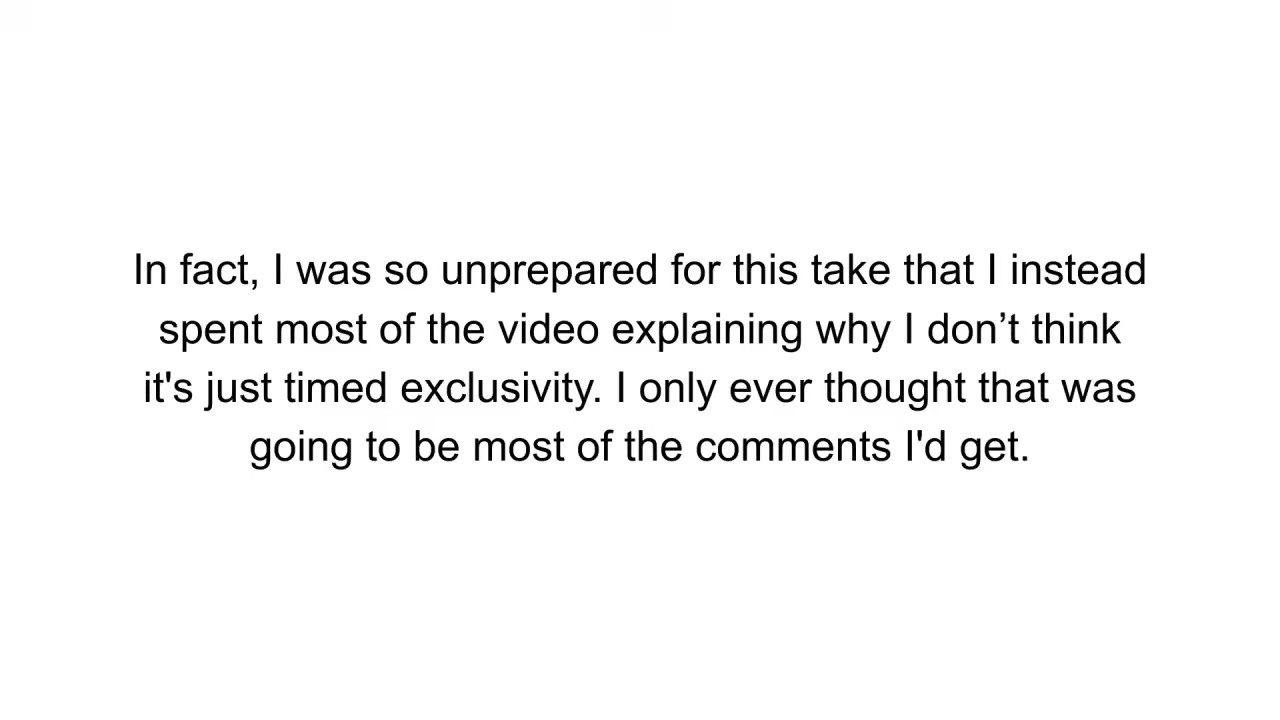 In fact, I was so unprepared for this take that I instead
spent most of the video explaining why I don’t think
it's just timed exclusivity. I only ever thought that was
going to be most of the comments I'd get.